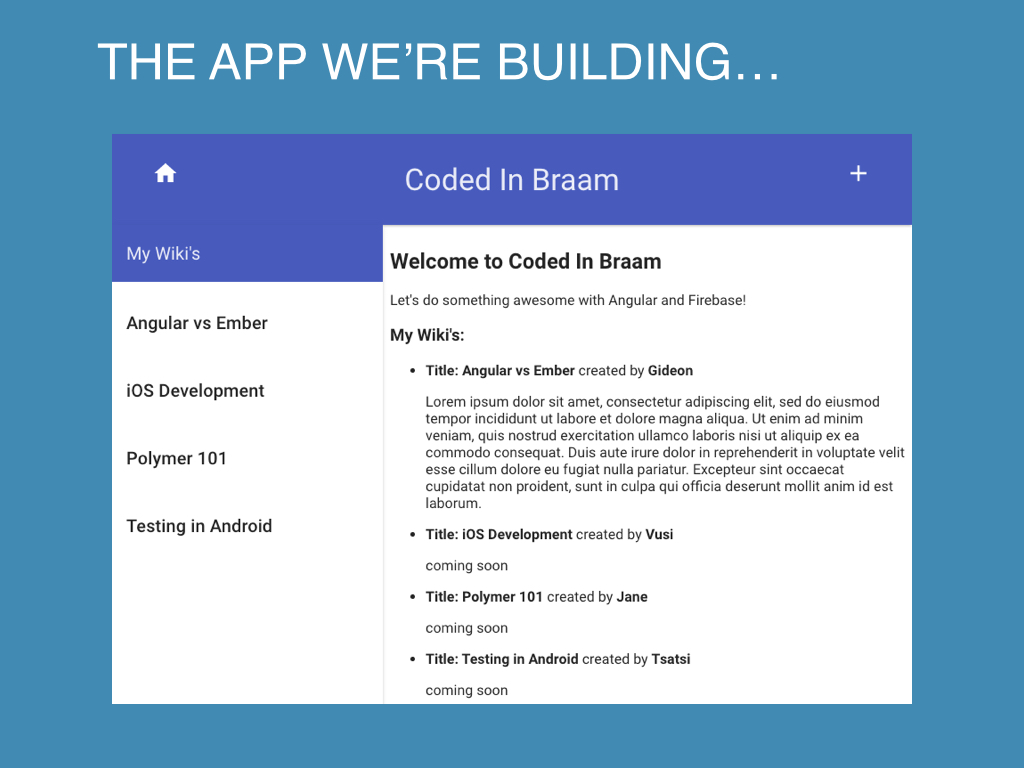 THE APP WE’RE BUILDING…
Coded In Braam
My Wiki's
Angular vs Ember
iOS Development
Polymer 101
Testing in Android
Welcome to Coded In Braam
Let's do something awesome with Angular and Firebase!
My Wiki's:
• Title: Angular vs Ember created by Gideon
Lorem ipsum dolor sit amet, consectetur adipiscing elit, sed do eiusmod
tempor incididunt ut labore et dolore magna aliqua. Ut enim ad minim
veniam, quis nostrud exercitation ullamco laboris nisi ut aliquip ex ea
commodo consequat. Duis aute irure dolor in reprehenderit in voluptate velit
esse cillum dolore eu fugiat nulla pariatur. Excepteur sint occaecat
cupidatat non proident, sunt in culpa qui officia deserunt mollit anim id est
laborum.
• Title: iOS Development created by Vusi
coming soon
• Title: Polymer 101 created by Jane
coming soon
• Title: Testing in Android created by Tsatsi
coming soon